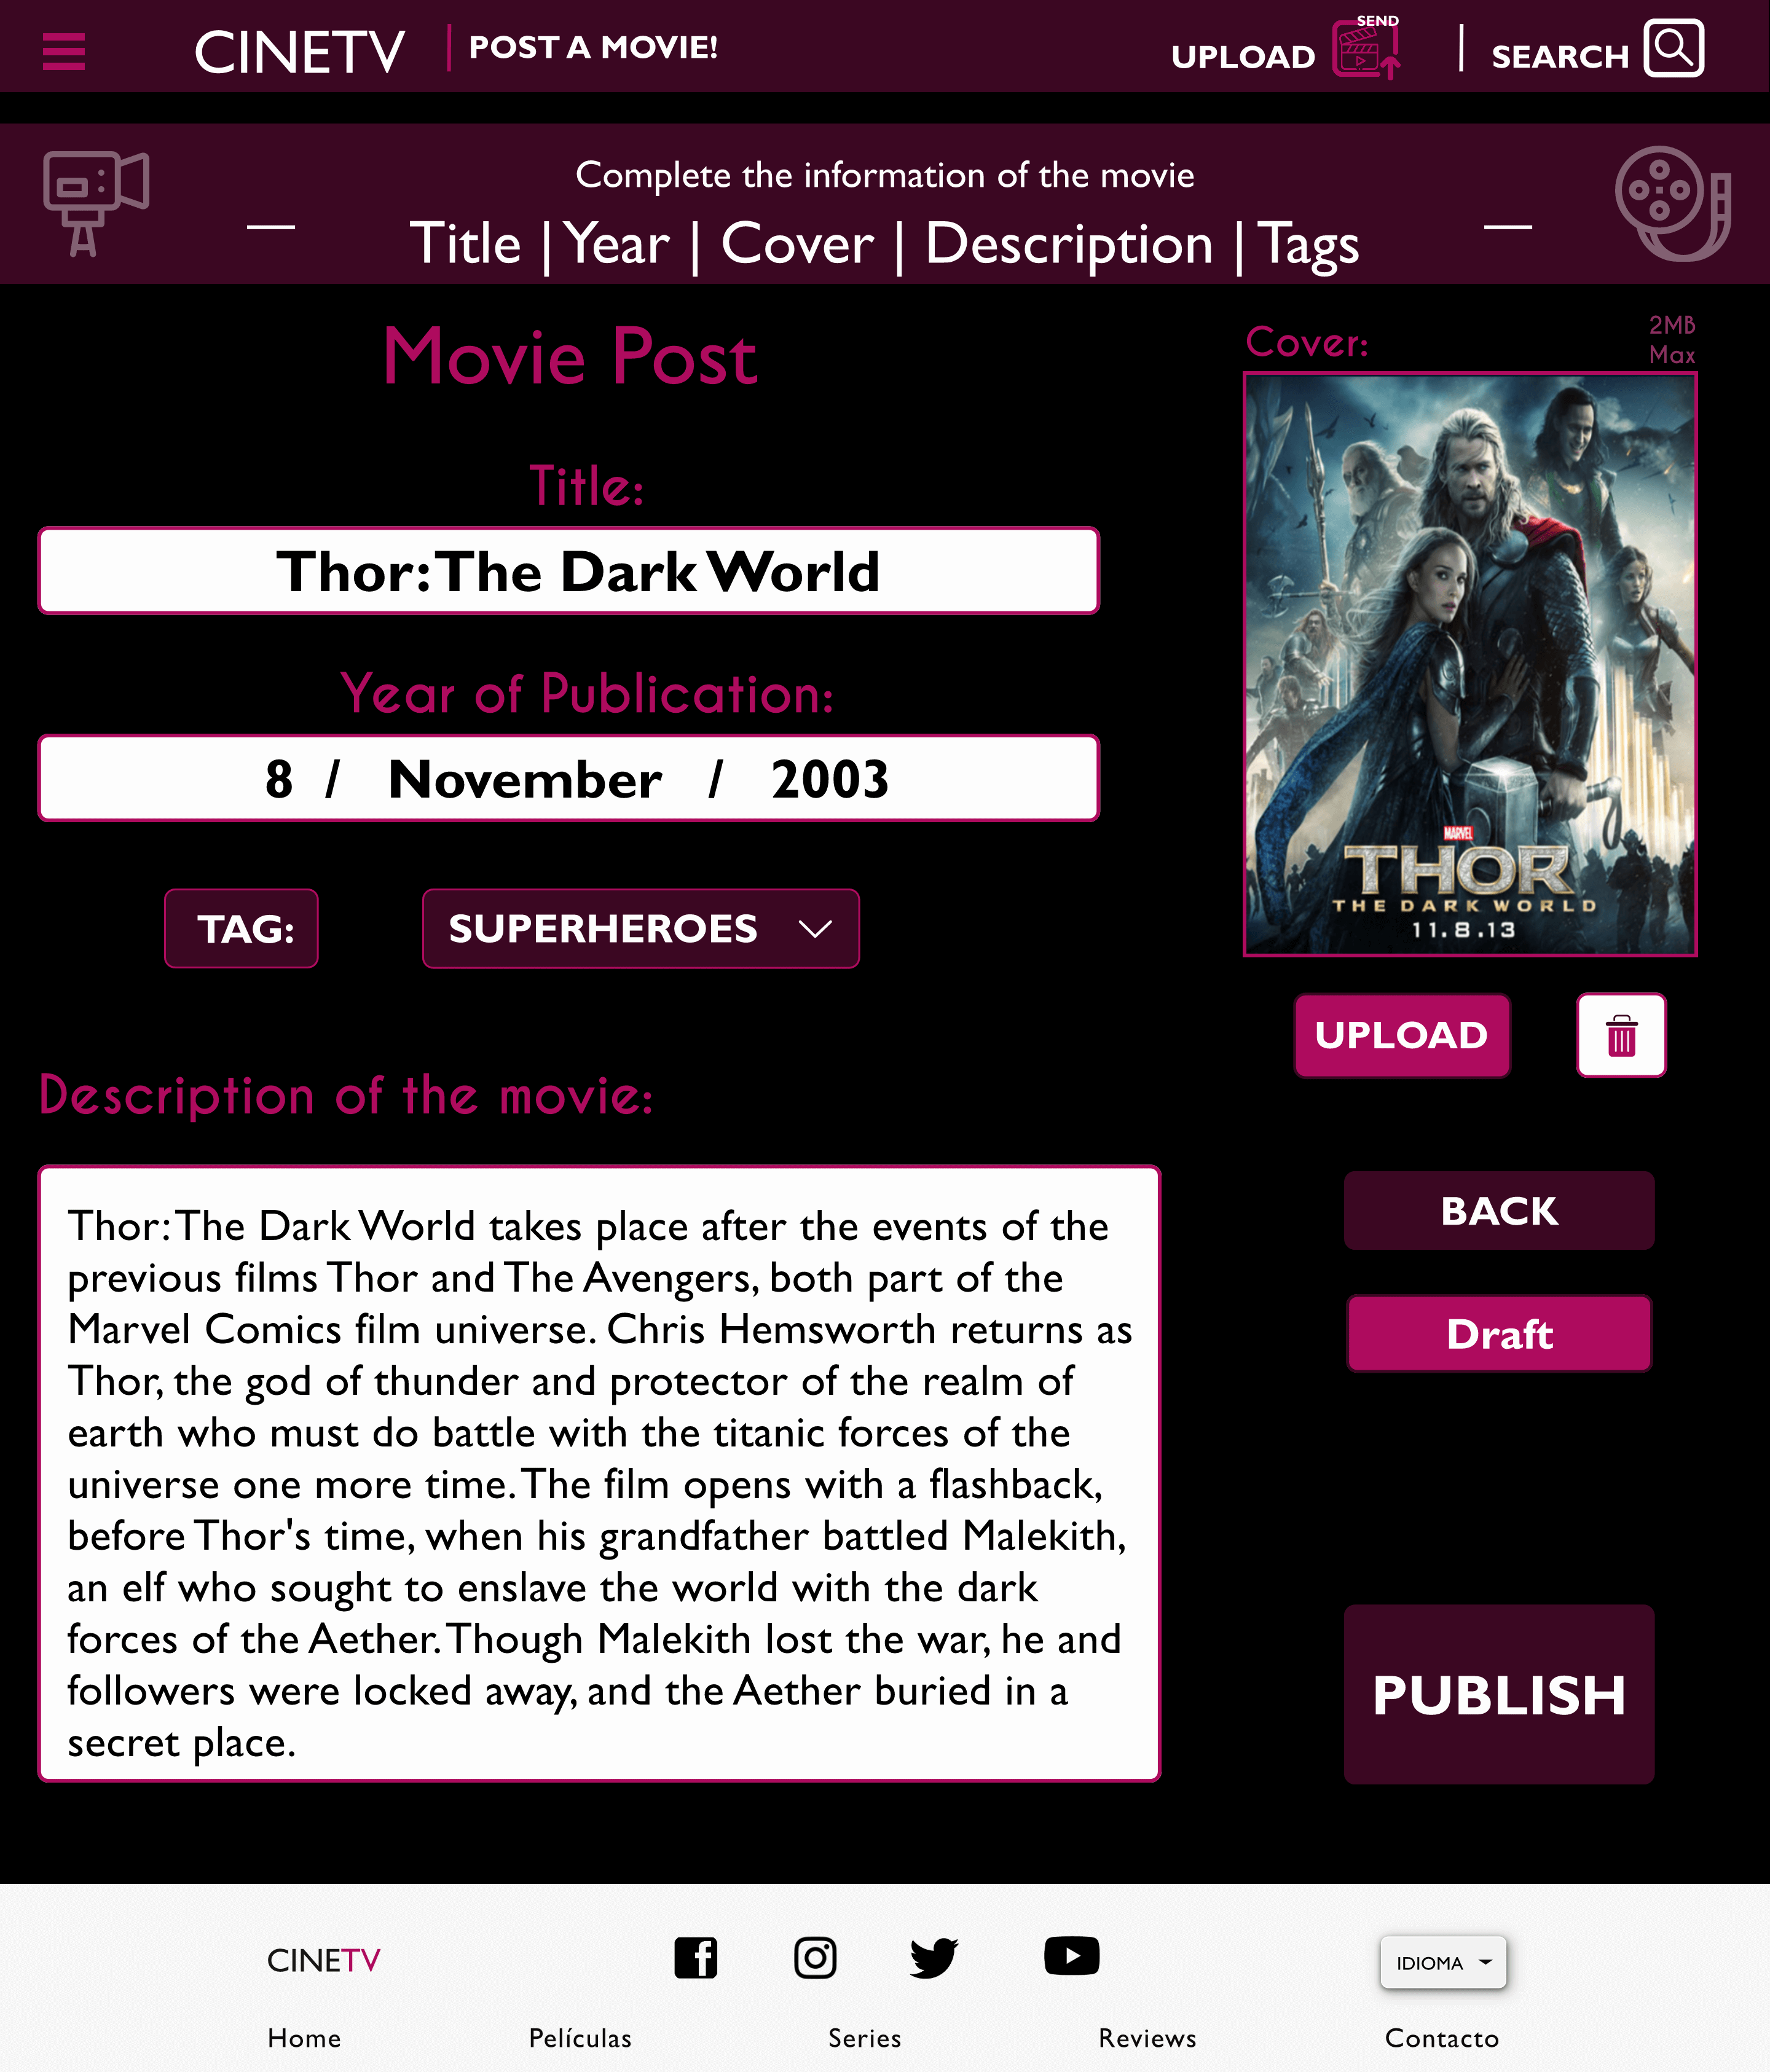 CINETV
POST A MOVIE!
UPLOAD
SEND
SEARCH
Complete the information of the movie
Title | Year | Cover | Description | Tags
Movie Post
Cover:
2MB
Max
Title:
Thor: The Dark World
Year of Publication:
8 / November / 2003
TAG:
SUPERHEROES
MARVEL
THOR
THE DARK WORLD
11.8.13
UPLOAD
Description of the movie:
Thor: The Dark World takes place after the events of the
previous films Thor and The Avengers, both part of the
Marvel Comics film universe. Chris Hemsworth returns as
Thor, the god of thunder and protector of the realm of
earth who must do battle with the titanic forces of the
universe one more time. The film opens with a flashback,
before Thor's time, when his grandfather battled Malekith,
an elf who sought to enslave the world with the dark
forces of the Aether. Though Malekith lost the war, he and
followers were locked away, and the Aether buried in a
secret place.
BACK
Draft
PUBLISH
CINETV
IDIOMA
Home
Películas
Series
Reviews
Contacto